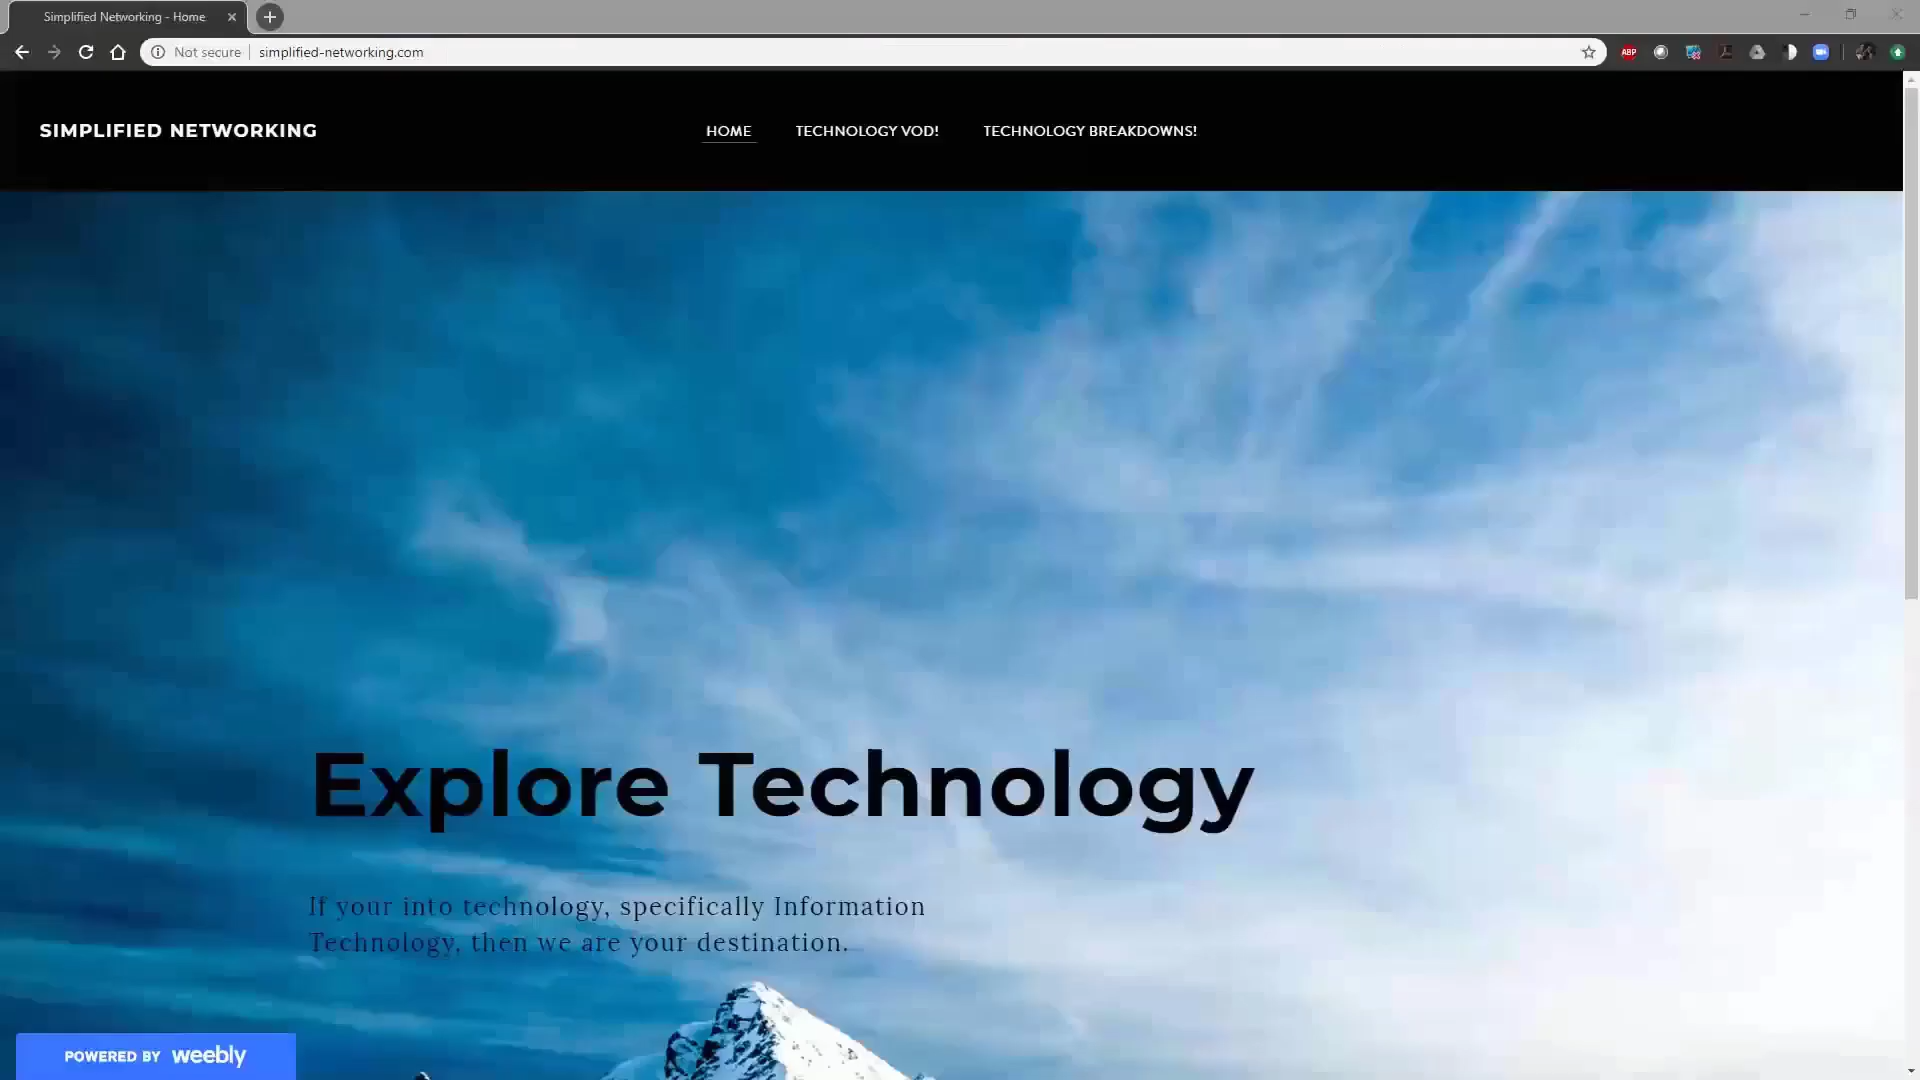 Simplified Networking - Home
Not secure
simplified-networking.com
ABP
SIMPLIFIED NETWORKING
HOME
TECHNOLOGY VOD!
TECHNOLOGY BREAKDOWNS!
Explore Technology
If your into technology, specifically Information
Technology, then we are your destination.
POWERED BY weebly